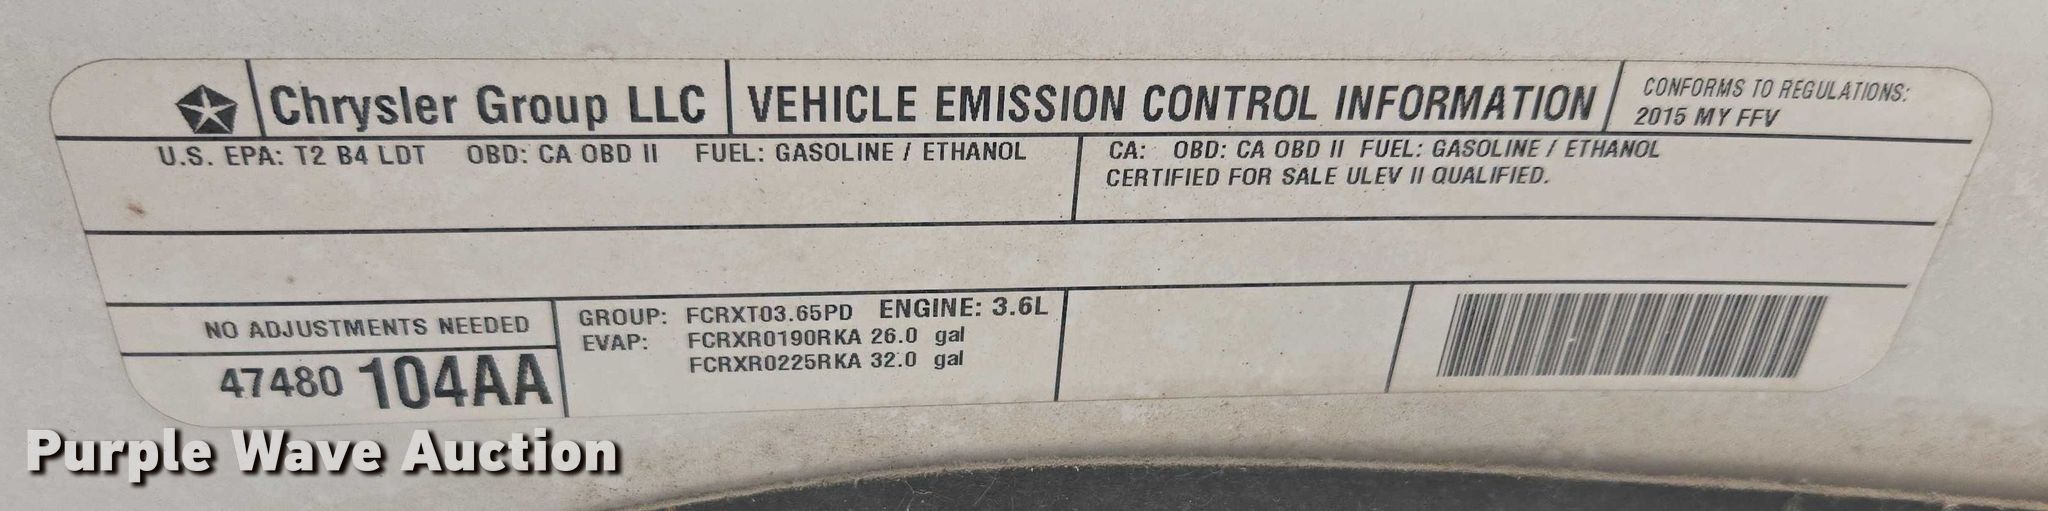 Chrysler Group LLC
VEHICLE EMISSION CONTROL INFORMATION
CONFORMS TO REGULATIONS:
2015 MY FFV
U.S. EPA: T2 B4 LDT OBD: CA OBD II FUEL: GASOLINE / ETHANOL
CA: OBD: CA OBD II FUEL: GASOLINE / ETHANOL
CERTIFIED FOR SALE ULEV II QUALIFIED.
NO ADJUSTMENTS NEEDED
47480 104AA
GROUP: FCRXT03.65PD ENGINE: 3.6L
EVAP: FCRXR0190RKA 26.0 gal
FCRXR0225RKA 32.0 gal
Purple Wave Auction